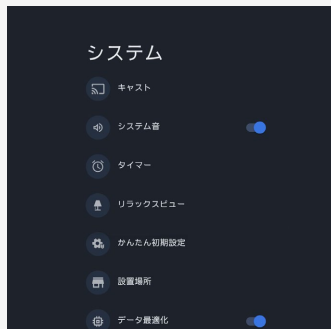 システム
キャスト
システム音
タイマー
リラックスビュー
かんたん初期設定
設置場所
データ最適化